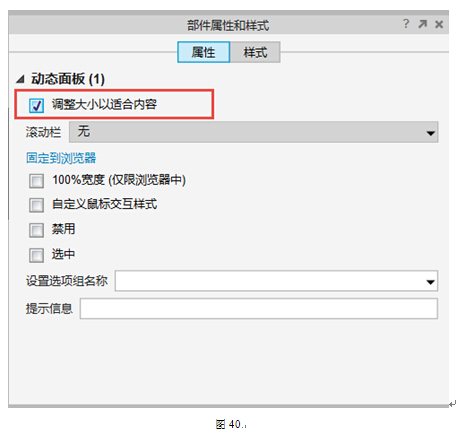 部件属性和样式 ?
属性 样式
动态面板 (1)
调整大小以适合内容
滚动栏 无
固定到浏览器
100%宽度 (仅限浏览器中)
自定义鼠标交互样式
禁用
选中
设置选项组名称
提示信息
图 40.